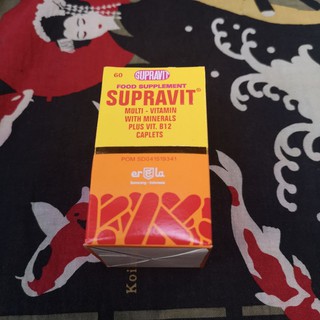 60 SUPRAVIT
FOOD SUPPLEMENT
SUPRAVIT®
MULTI - VITAMIN
WITH MINERALS
PLUS VIT. B12
CAPLETS
erela
Koi